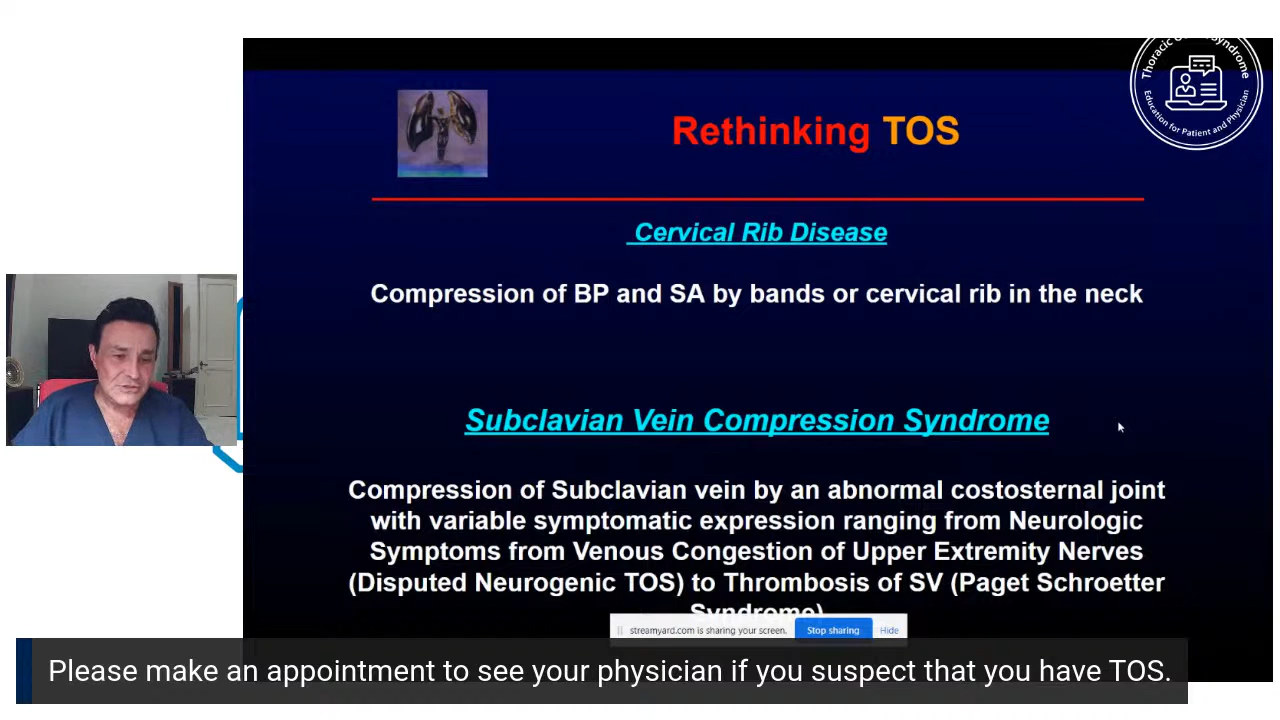 Thoracic Syndrome
Education for Patient and Physician
Rethinking TOS
Cervical Rib Disease
Compression of BP and SA by bands or cervical rib in the neck
Subclavian Vein Compression Syndrome
Compression of Subclavian vein by an abnormal costosternal joint
with variable symptomatic expression ranging from Neurologic
Symptoms from Venous Congestion of Upper Extremity Nerves
(Disputed Neurogenic TOS) to Thrombosis of SV (Paget Schroetter
Syndrome)
streamyard.com is sharing your screen. Stop sharing Hide
Please make an appointment to see your physician if you suspect that you have TOS.